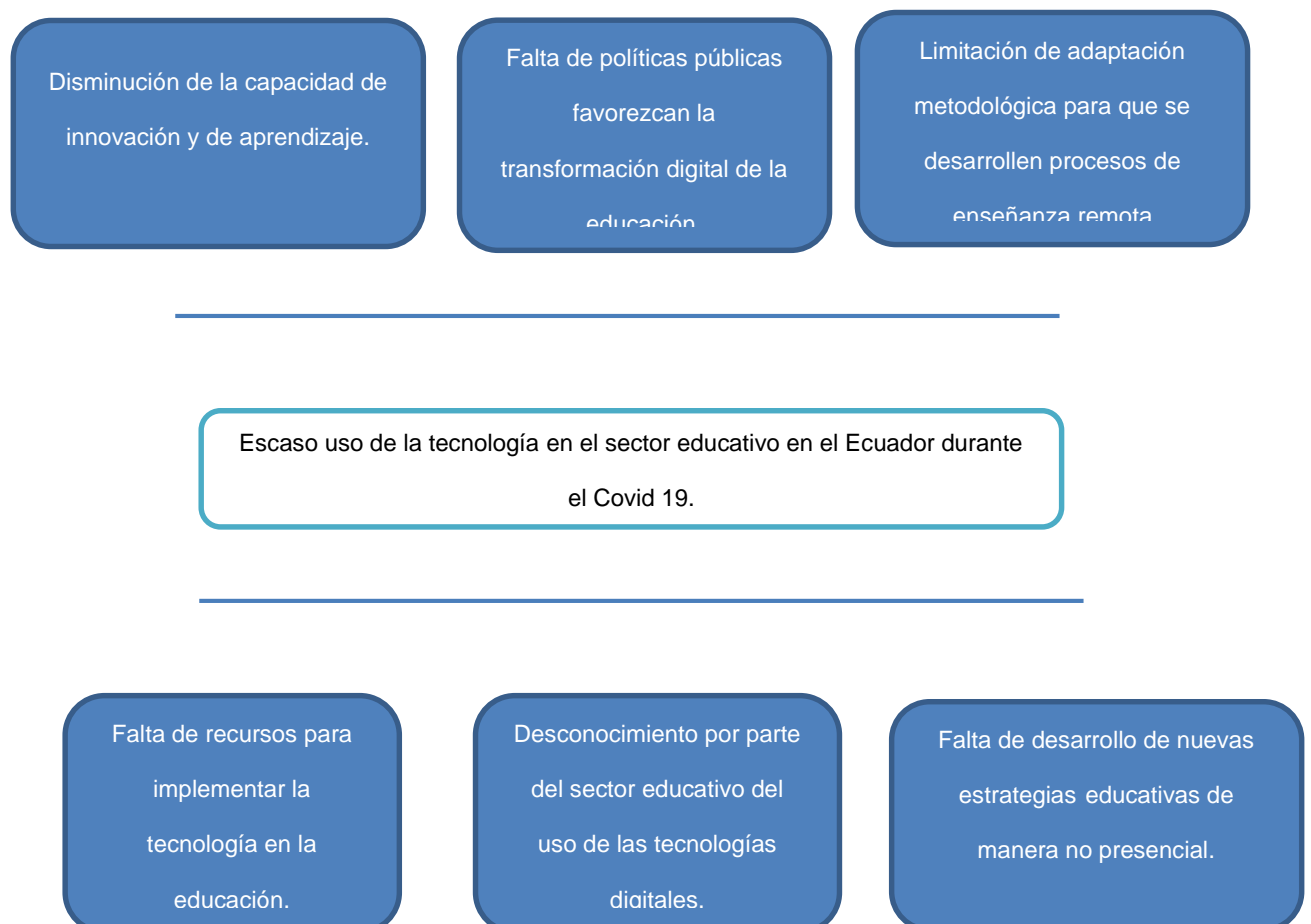 Disminución de la capacidad de
innovación y de aprendizaje.
Falta de políticas públicas
favorezcan la
transformación digital de la
educación
Limitación de adaptación
metodológica para que se
desarrollen procesos de
enseñanza remota
Escaso uso de la tecnología en el sector educativo en el Ecuador durante
el Covid 19.
Falta de recursos para
implementar la
tecnología en la
educación.
Desconocimiento por parte
del sector educativo del
uso de las tecnologías
digitales.
Falta de desarrollo de nuevas
estrategias educativas de
manera no presencial.